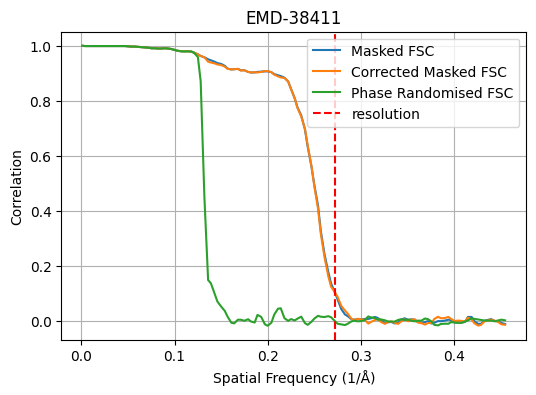 EMD-38411
Masked FSC
Corrected Masked FSC
Phase Randomised FSC
resolution
1.0
0.8
0.6
0.4
0.2
0.0
Correlation
0.0 0.1 0.2 0.3 0.4
Spatial Frequency (1/Å)